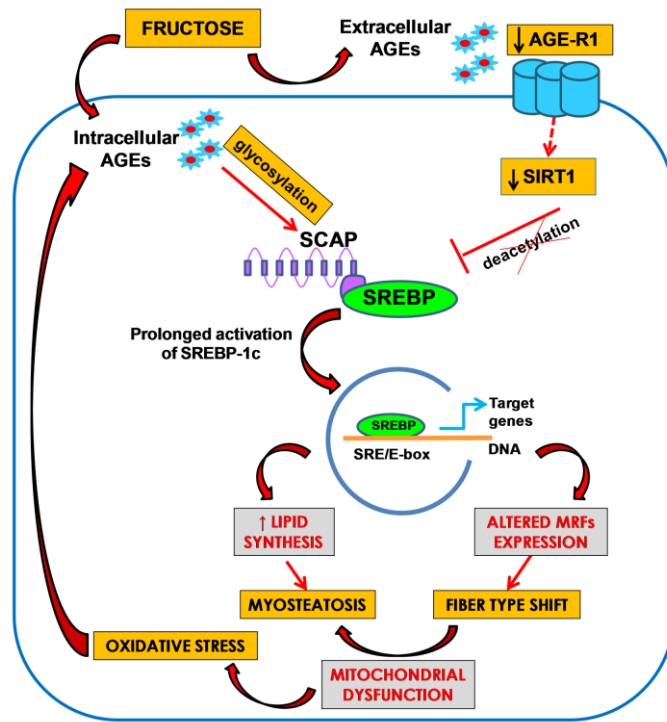 FRUCTOSE
Extracellular
AGEs
↓ AGE-R1
Intracellular
AGEs
glycosylation
↓ SIRT1
SCAP
deacetylation
SREBP
Prolonged activation
of SREBP-1c
Target
genes
SREBP
SRE/E-box
DNA
↑ LIPID
SYNTHESIS
ALTERED MRFs
EXPRESSION
MYOSTEATOSIS
FIBER TYPE SHIFT
OXIDATIVE STRESS
MITOCHONDRIAL
DYSFUNCTION